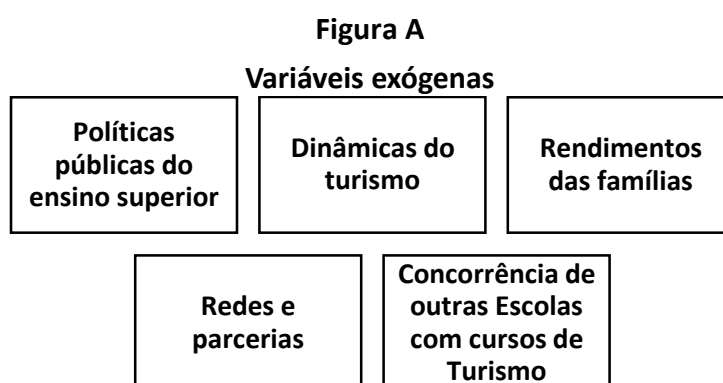 Figura A
Variáveis exógenas
Políticas
públicas do
ensino superior
Dinâmicas do
turismo
Rendimentos
das famílias
Redes e
parcerias
Concorrência de
outras Escolas
com cursos de
Turismo